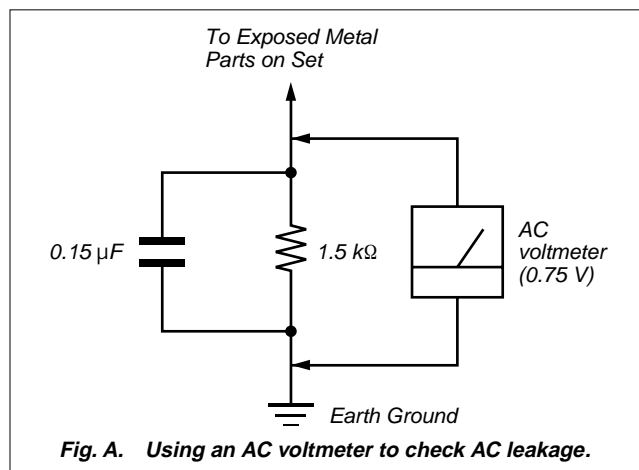 To Exposed Metal
Parts on Set
0.15 µF
1.5 kΩ
AC
voltmeter
(0.75 V)
Earth Ground
Fig. A. Using an AC voltmeter to check AC leakage.